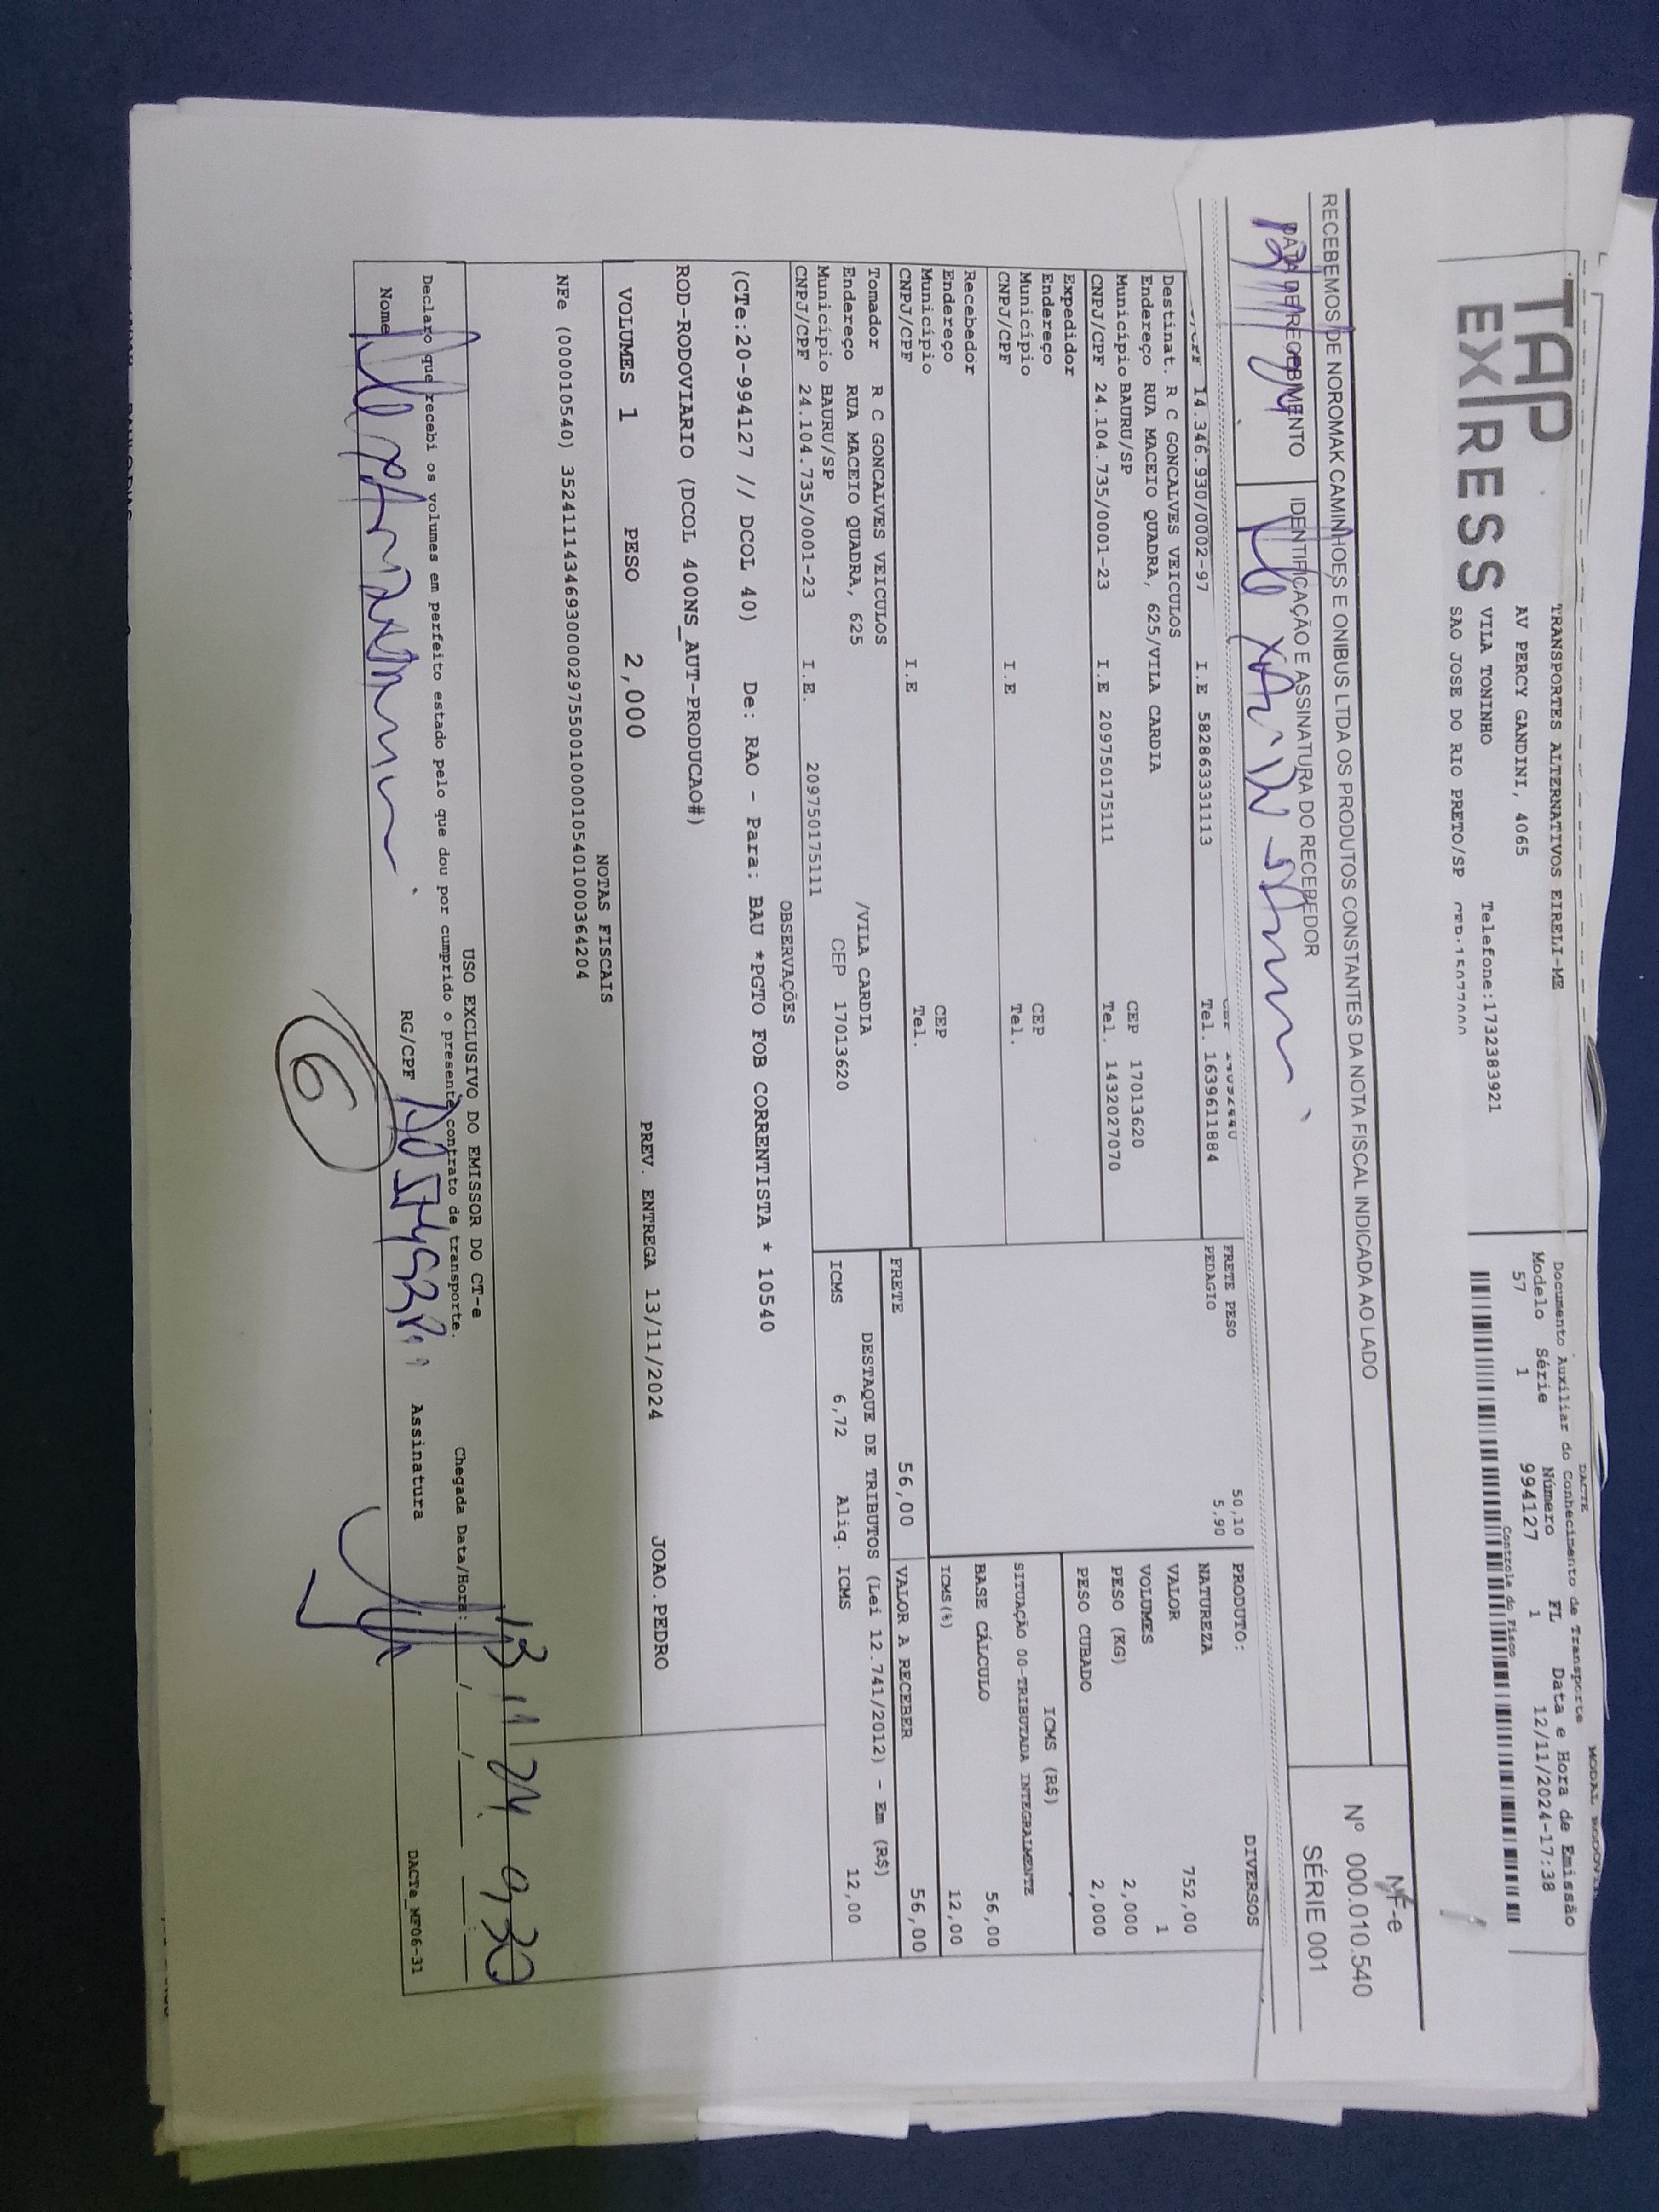 TAP EXPRESS
TRANSPORTES ALTERNATIVOS EIRELI-ME
AV PERCY GANDINI, 4065
VILA TONINHO Telefone:1732383921
SAO JOSE DO RIO PRETO/SP
DACTE
Documento Auxiliar do Conhecimento de Transporte
Modelo Série Número FL Data e Hora de Emissão
57 1 994127 1 12/11/2024-17:38
Controle do Fisco
RECEBEMOS DE NOROMAK CAMINHOES E ONIBUS LTDA OS PRODUTOS CONSTANTES DA NOTA FISCAL INDICADA AO LADO
NF-e
Nº 000.010.540
SÉRIE 001
DATA DE RECEBIMENTO IDENTIFICAÇÃO E ASSINATURA DO RECEBEDOR
14.346.930/0002-97 I.E 582863331113 Tel. 1639611884
Destinat. R C GONCALVES VEICULOS
Endereço RUA MACEIO QUADRA, 625/VILA CARDIA
Município BAURU/SP CEP 17013620
CNPJ/CPF 24.104.735/0001-23 I.E 209750175111 Tel. 1432027070
Expedidor
Endereço
Município CEP
CNPJ/CPF I.E Tel.
Recebedor
Endereço
Município CEP
CNPJ/CPF I.E Tel.
Tomador R C GONCALVES VEICULOS
Endereço RUA MACEIO QUADRA, 625 /VILA CARDIA
Município BAURU/SP CEP 17013620
CNPJ/CPF 24.104.735/0001-23 I.E. 209750175111
FRETE PESO 50,10
PEDAGIO 5,90
PRODUTO: DIVERSOS
NATUREZA
VALOR 752,00
VOLUMES 1
PESO (KG) 2,000
PESO CUBADO 2,000
ICMS (R$)
SITUAÇÃO 00-TRIBUTADA INTEGRALMENTE
BASE CÁLCULO 56,00
ICMS(%) 12,00
FRETE 56,00 VALOR A RECEBER 56,00
DESTAQUE DE TRIBUTOS (Lei 12.741/2012) - Em (R$)
ICMS 6,72 Aliq. ICMS 12,00
OBSERVAÇÕES
(CTe:20-994127 // DCOL 40) De: RAO - Para: BAU *PGTO FOB CORRENTISTA * 10540
ROD-RODOVIARIO (DCOL 400NS_AUT-PRODUCAO#)
VOLUMES 1 PESO 2,000 PREV. ENTREGA 13/11/2024 JOAO.PEDRO
NOTAS FISCAIS
NFe (000010540) 35241114346930000297550010000105401000364204
USO EXCLUSIVO DO EMISSOR DO CT-e
13 11 24 930
Declaro que recebi os volumes em perfeito estado pelo que dou por cumprido o presente contrato de transporte. Chegada Data/Hora: / / :
Nome RG/CPF Assinatura DACTe_MF06-31
6